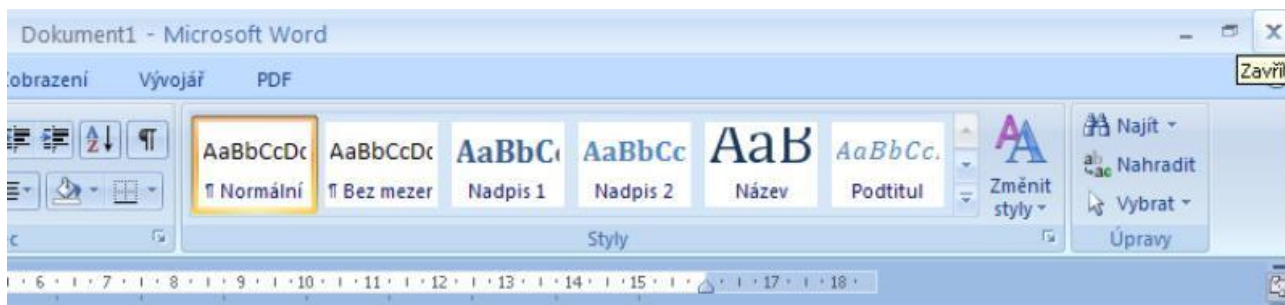 Dokument1 - Microsoft Word
Zobrazení Vývojář PDF
Zavřít
AaBbCcDc AaBbCcDc AaBbC AaBbCc AaB AaBbCc.
¶ Normální ¶ Bez mezer Nadpis 1 Nadpis 2 Název Podtitul
Změnit
styly
Najít
Nahradit
Vybrat
Styly Úpravy
6 7 8 9 10 11 12 13 14 15 17 18